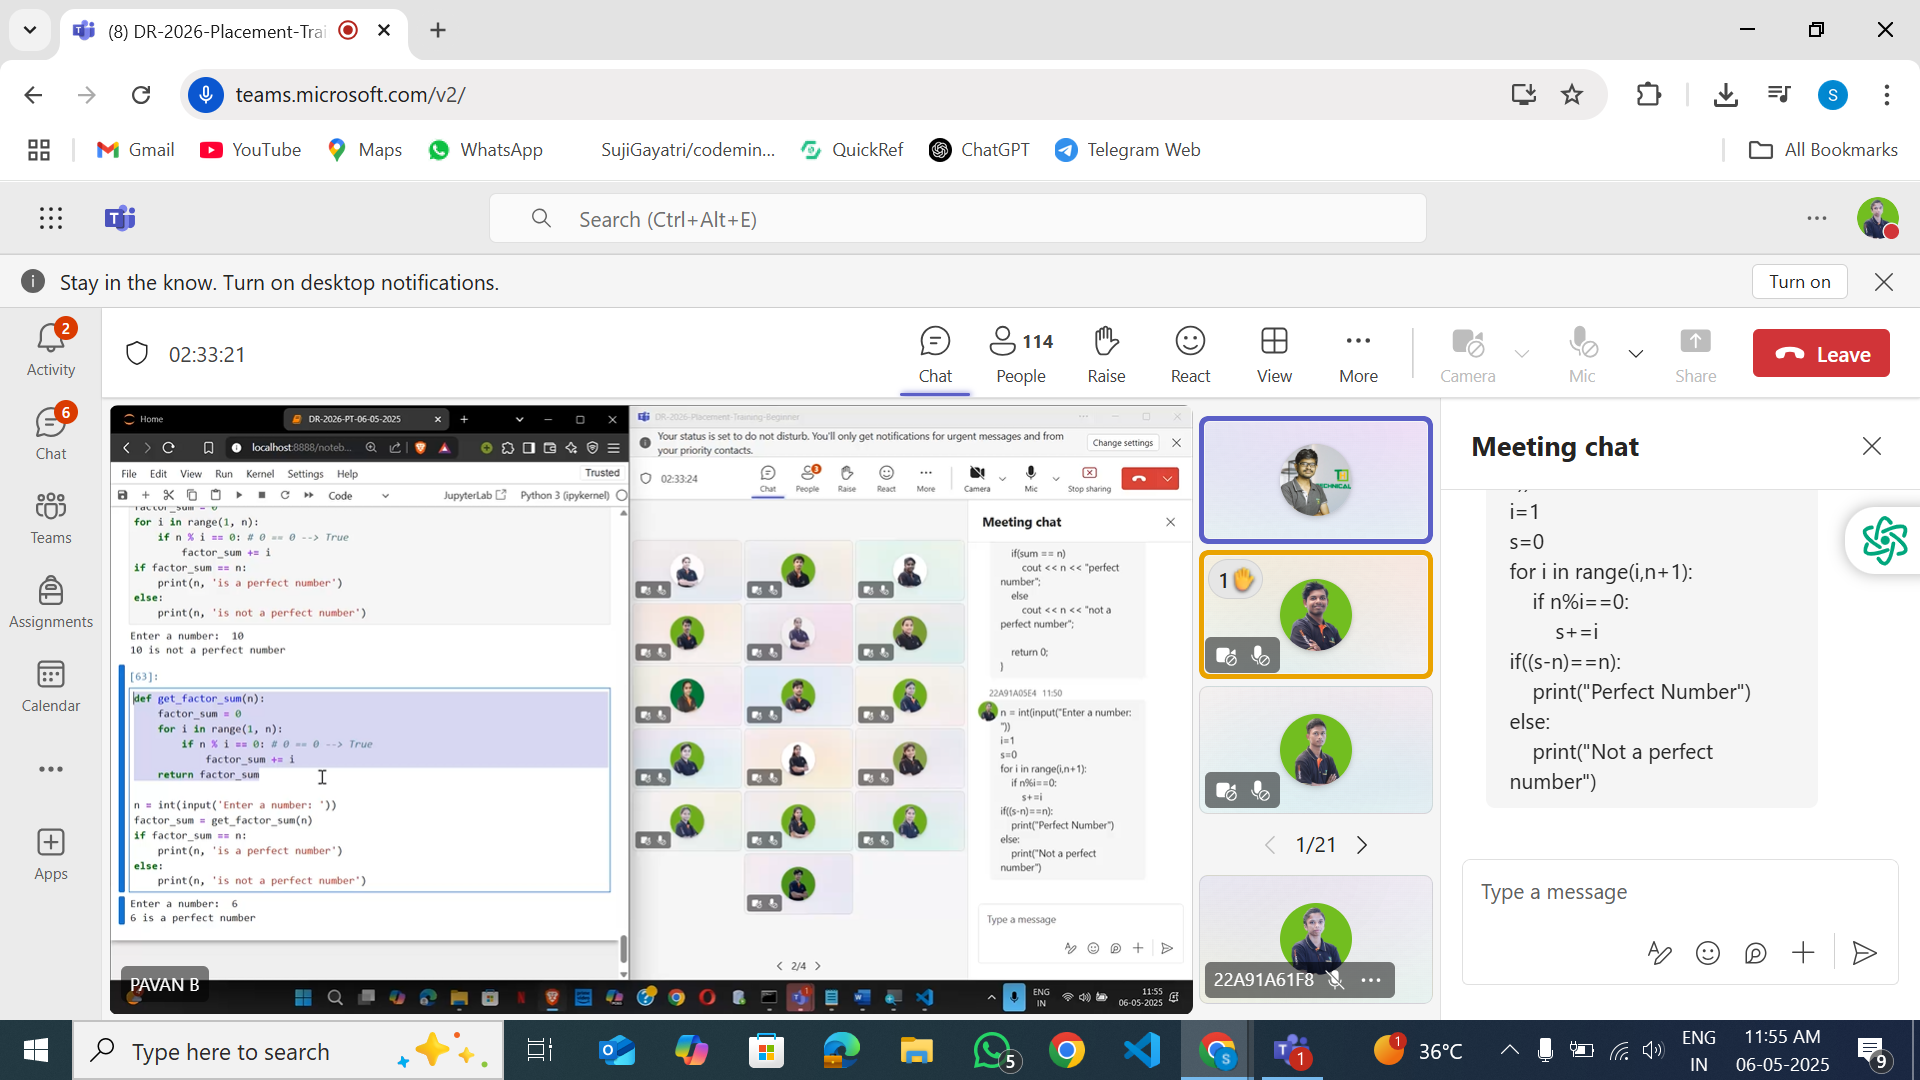 (8) DR-2026-Placement-Trai
teams.microsoft.com/v2/
S
Gmail
YouTube
Maps
WhatsApp
SujiGayatri/codemin...
QuickRef
ChatGPT
Telegram Web
All Bookmarks
Search (Ctrl+Alt+E)
Stay in the know. Turn on desktop notifications.
Turn on
2
Activity
6
Chat
Teams
Assignments
Calendar
Apps
02:33:21
Chat
114
People
Raise
React
View
More
Camera
Mic
Share
Leave
Home
DR-2026-PT-06-05-2025
localhost:8888/noteb...
File Edit View Run Kernel Settings Help
Trusted
Code
JupyterLab
Python 3 (ipykernel)
factor_sum = 0
for i in range(1, n):
if n % i == 0: # 0 == 0 --> True
factor_sum += i
if factor_sum == n:
print(n, 'is a perfect number')
else:
print(n, 'is not a perfect number')
Enter a number: 10
10 is not a perfect number
[63]:
def get_factor_sum(n):
factor_sum = 0
for i in range(1, n):
if n % i == 0: # 0 == 0 --> True
factor_sum += i
return factor_sum
n = int(input('Enter a number: '))
factor_sum = get_factor_sum(n)
if factor_sum == n:
print(n, 'is a perfect number')
else:
print(n, 'is not a perfect number')
Enter a number: 6
6 is a perfect number
PAVAN B
DR-2026-Placement-Training-Beginner
Your status is set to do not disturb. You'll only get notifications for urgent messages and from
your priority contacts.
Change settings
02:33:24
Chat
3
People
Raise
React
More
Camera
Mic
Stop sharing
Meeting chat
if(sum == n)
cout << n << "perfect
number";
else
cout << n << "not a
perfect number";
return 0;
}
22A91A05E4 11:50
n = int(input("Enter a number:
"))
i=1
s=0
for i in range(i,n+1):
if n%i==0:
s+=i
if((s-n)==n):
print("Perfect Number")
else:
print("Not a perfect
number")
Type a message
2/4
ENG
IN
11:55
06-05-2025
1
1/21
22A91A61F8
Meeting chat
i=1
s=0
for i in range(i,n+1):
if n%i==0:
s+=i
if((s-n)==n):
print("Perfect Number")
else:
print("Not a perfect
number")
Type a message
Type here to search
5
S
1
1
36°C
ENG
IN
11:55 AM
06-05-2025
9